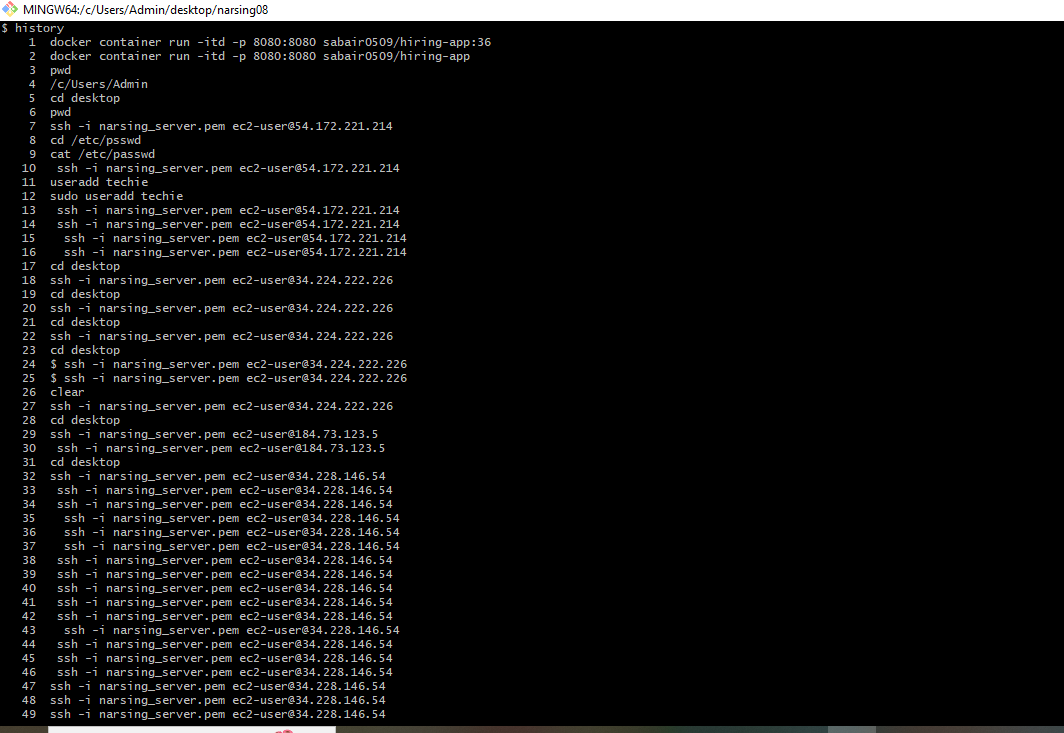 MINGW64:/c/Users/Admin/desktop/narsing08
$ history
1 docker container run -itd -p 8080:8080 sabair0509/hiring-app:36
2 docker container run -itd -p 8080:8080 sabair0509/hiring-app
3 pwd
4 /c/Users/Admin
5 cd desktop
6 pwd
7 ssh -i narsing_server.pem ec2-user@54.172.221.214
8 cd /etc/psswd
9 cat /etc/passwd
10 ssh -i narsing_server.pem ec2-user@54.172.221.214
11 useradd techie
12 sudo useradd techie
13 ssh -i narsing_server.pem ec2-user@54.172.221.214
14 ssh -i narsing_server.pem ec2-user@54.172.221.214
15 ssh -i narsing_server.pem ec2-user@54.172.221.214
16 ssh -i narsing_server.pem ec2-user@54.172.221.214
17 cd desktop
18 ssh -i narsing_server.pem ec2-user@34.224.222.226
19 cd desktop
20 ssh -i narsing_server.pem ec2-user@34.224.222.226
21 cd desktop
22 ssh -i narsing_server.pem ec2-user@34.224.222.226
23 cd desktop
24 $ ssh -i narsing_server.pem ec2-user@34.224.222.226
25 $ ssh -i narsing_server.pem ec2-user@34.224.222.226
26 clear
27 ssh -i narsing_server.pem ec2-user@34.224.222.226
28 cd desktop
29 ssh -i narsing_server.pem ec2-user@184.73.123.5
30 ssh -i narsing_server.pem ec2-user@184.73.123.5
31 cd desktop
32 ssh -i narsing_server.pem ec2-user@34.228.146.54
33 ssh -i narsing_server.pem ec2-user@34.228.146.54
34 ssh -i narsing_server.pem ec2-user@34.228.146.54
35 ssh -i narsing_server.pem ec2-user@34.228.146.54
36 ssh -i narsing_server.pem ec2-user@34.228.146.54
37 ssh -i narsing_server.pem ec2-user@34.228.146.54
38 ssh -i narsing_server.pem ec2-user@34.228.146.54
39 ssh -i narsing_server.pem ec2-user@34.228.146.54
40 ssh -i narsing_server.pem ec2-user@34.228.146.54
41 ssh -i narsing_server.pem ec2-user@34.228.146.54
42 ssh -i narsing_server.pem ec2-user@34.228.146.54
43 ssh -i narsing_server.pem ec2-user@34.228.146.54
44 ssh -i narsing_server.pem ec2-user@34.228.146.54
45 ssh -i narsing_server.pem ec2-user@34.228.146.54
46 ssh -i narsing_server.pem ec2-user@34.228.146.54
47 ssh -i narsing_server.pem ec2-user@34.228.146.54
48 ssh -i narsing_server.pem ec2-user@34.228.146.54
49 ssh -i narsing_server.pem ec2-user@34.228.146.54